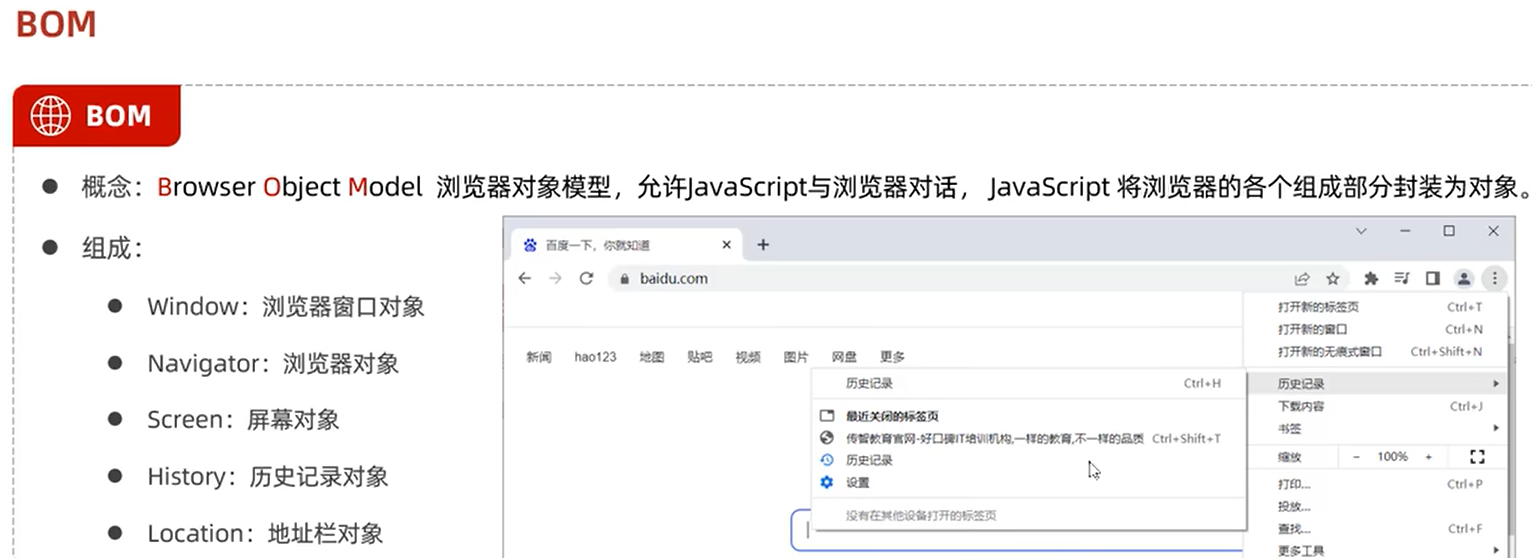 BOM
BOM
概念：Browser Object Model 浏览器对象模型，允许JavaScript与浏览器对话， JavaScript 将浏览器的各个组成部分封装为对象。
组成：
Window：浏览器窗口对象
Navigator：浏览器对象
Screen：屏幕对象
History：历史记录对象
Location：地址栏对象
百度一下，你就知道
baidu.com
新闻 hao123 地图 贴吧 视频 图片 网盘 更多
历史记录 Ctrl+H
最近关闭的标签页
传智教育官网-好口碑IT培训机构,一样的教育,不一样的品质 Ctrl+Shift+T
历史记录
设置
没有在其他设备打开的标签页
打开新的标签页 Ctrl+T
打开新的窗口 Ctrl+N
打开新的无痕式窗口 Ctrl+Shift+N
历史记录
下载内容 Ctrl+J
书签
缩放 － 100% +
打印... Ctrl+P
投放...
查找... Ctrl+F
更多工具